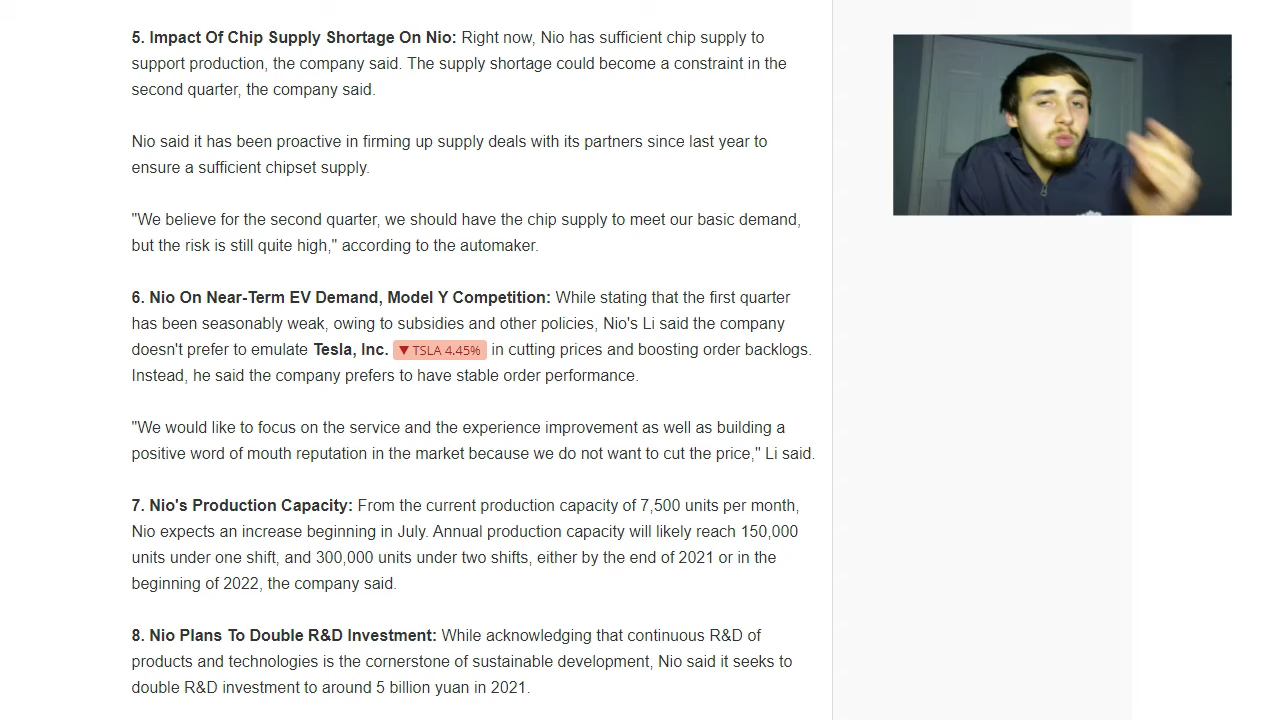 5. Impact Of Chip Supply Shortage On Nio: Right now, Nio has sufficient chip supply to
support production, the company said. The supply shortage could become a constraint in the
second quarter, the company said.
Nio said it has been proactive in firming up supply deals with its partners since last year to
ensure a sufficient chipset supply.
"We believe for the second quarter, we should have the chip supply to meet our basic demand,
but the risk is still quite high," according to the automaker.
6. Nio On Near-Term EV Demand, Model Y Competition: While stating that the first quarter
has been seasonably weak, owing to subsidies and other policies, Nio's Li said the company
doesn't prefer to emulate Tesla, Inc. ▼ TSLA 4.45% in cutting prices and boosting order backlogs.
Instead, he said the company prefers to have stable order performance.
"We would like to focus on the service and the experience improvement as well as building a
positive word of mouth reputation in the market because we do not want to cut the price," Li said.
7. Nio's Production Capacity: From the current production capacity of 7,500 units per month,
Nio expects an increase beginning in July. Annual production capacity will likely reach 150,000
units under one shift, and 300,000 units under two shifts, either by the end of 2021 or in the
beginning of 2022, the company said.
8. Nio Plans To Double R&D Investment: While acknowledging that continuous R&D of
products and technologies is the cornerstone of sustainable development, Nio said it seeks to
double R&D investment to around 5 billion yuan in 2021.